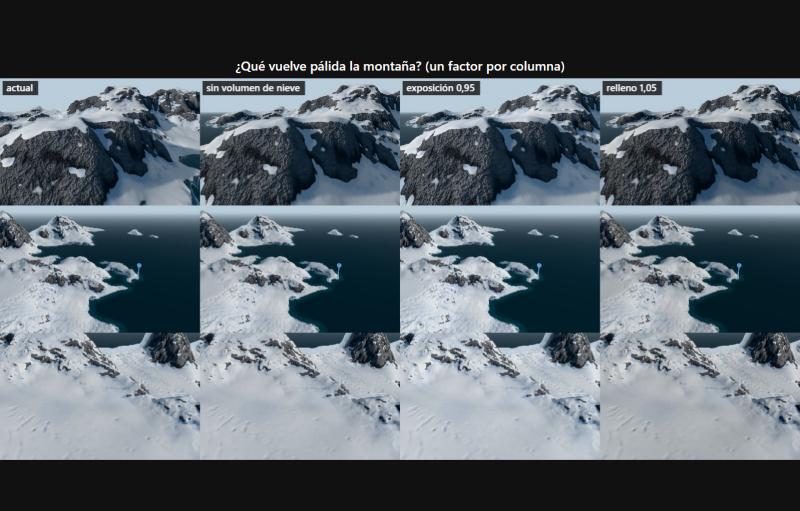 ¿Qué vuelve pálida la montaña? (un factor por columna)
actual
sin volumen de nieve
exposición 0,95
relleno 1,05